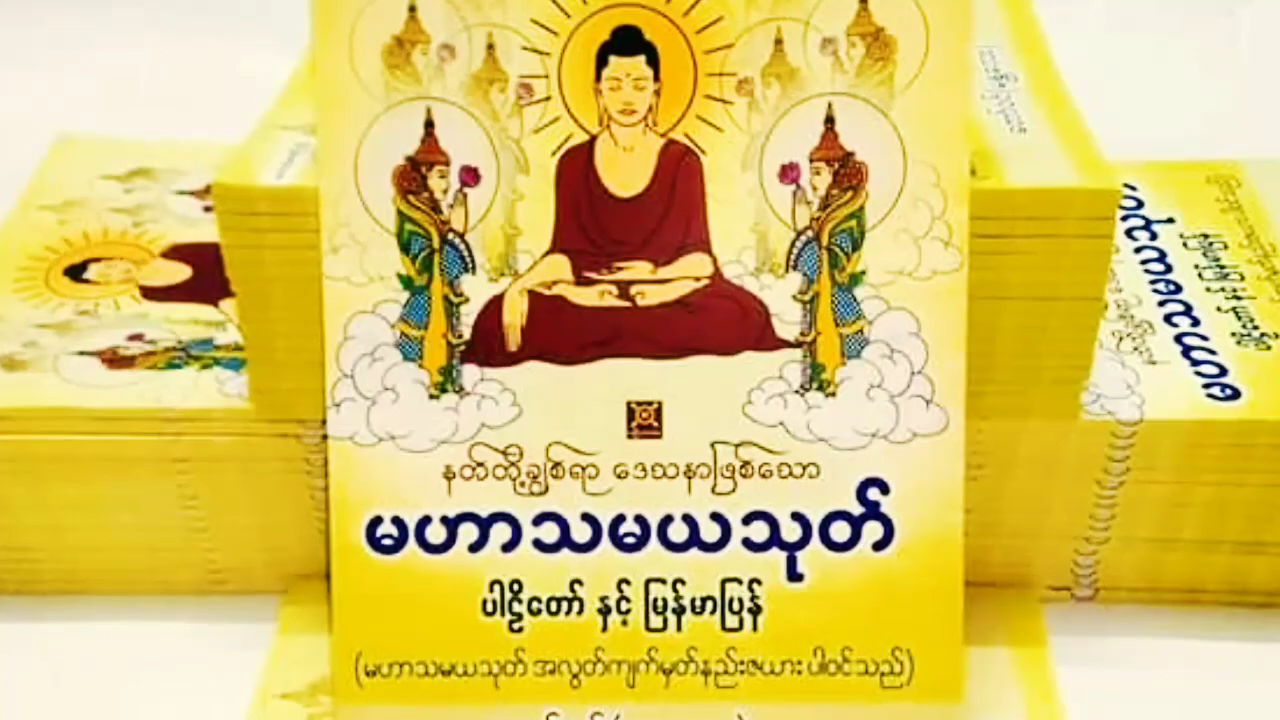 နတ်တို့ချစ်ရာ ဒေသနာဖြစ်သော
မဟာသမယသုတ်
ပါဠိတော် နှင့် မြန်မာပြန်
(မဟာသမယသုတ် အလွတ်ကျက်မှတ်နည်းဇယား ပါဝင်သည်)